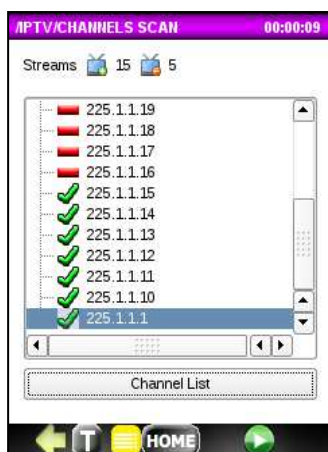 /IPTV/CHANNELS SCAN 00:00:09
Streams 15 5
225.1.1.19
225.1.1.18
225.1.1.17
225.1.1.16
225.1.1.15
225.1.1.14
225.1.1.13
225.1.1.12
225.1.1.11
225.1.1.10
225.1.1.1
Channel List
T HOME